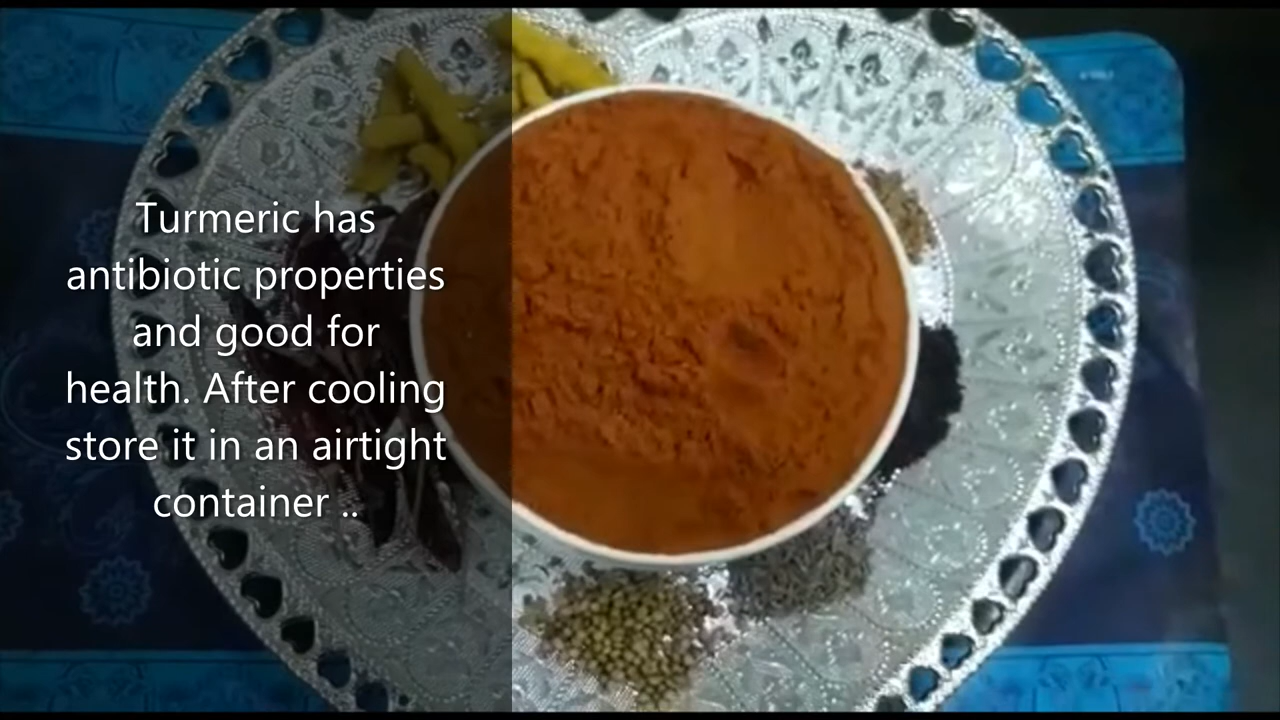 Turmeric has
antibiotic properties
and good for
health. After cooling
store it in an airtight
container ..